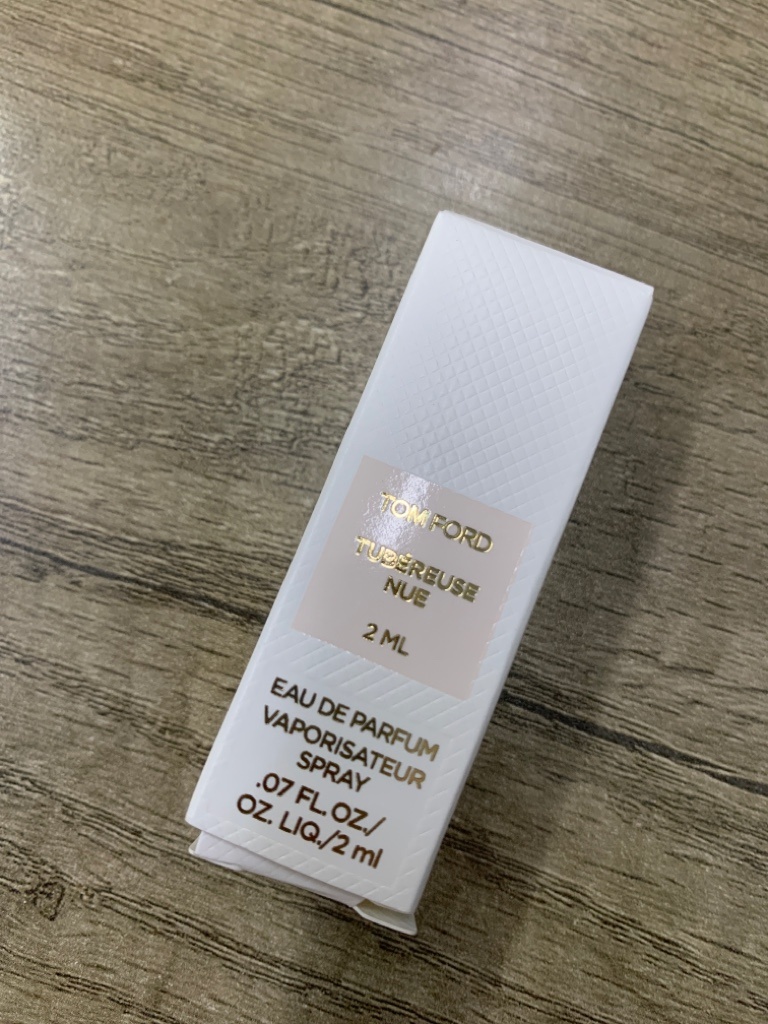 TOM FORD
TUBÉREUSE
NUE
2 ML
EAU DE PARFUM
VAPORISATEUR
SPRAY
.07 FL. OZ./
OZ. LIQ./2 ml